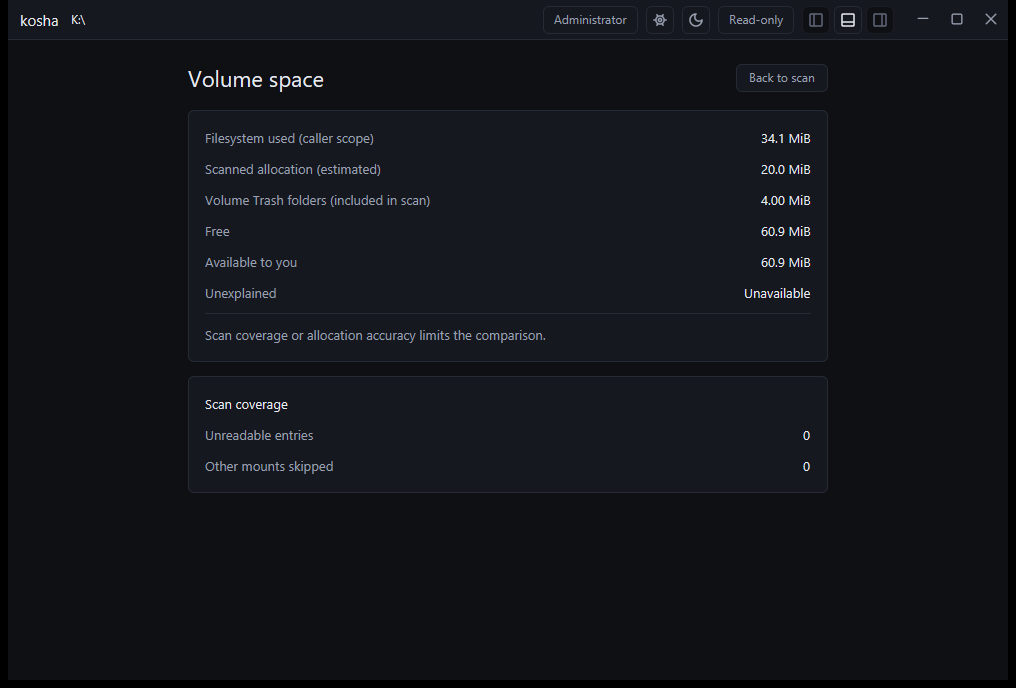 kosha K:\ Administrator Read-only
Volume space Back to scan
Filesystem used (caller scope) 34.1 MiB
Scanned allocation (estimated) 20.0 MiB
Volume Trash folders (included in scan) 4.00 MiB
Free 60.9 MiB
Available to you 60.9 MiB
Unexplained Unavailable
Scan coverage or allocation accuracy limits the comparison.
Scan coverage
Unreadable entries 0
Other mounts skipped 0